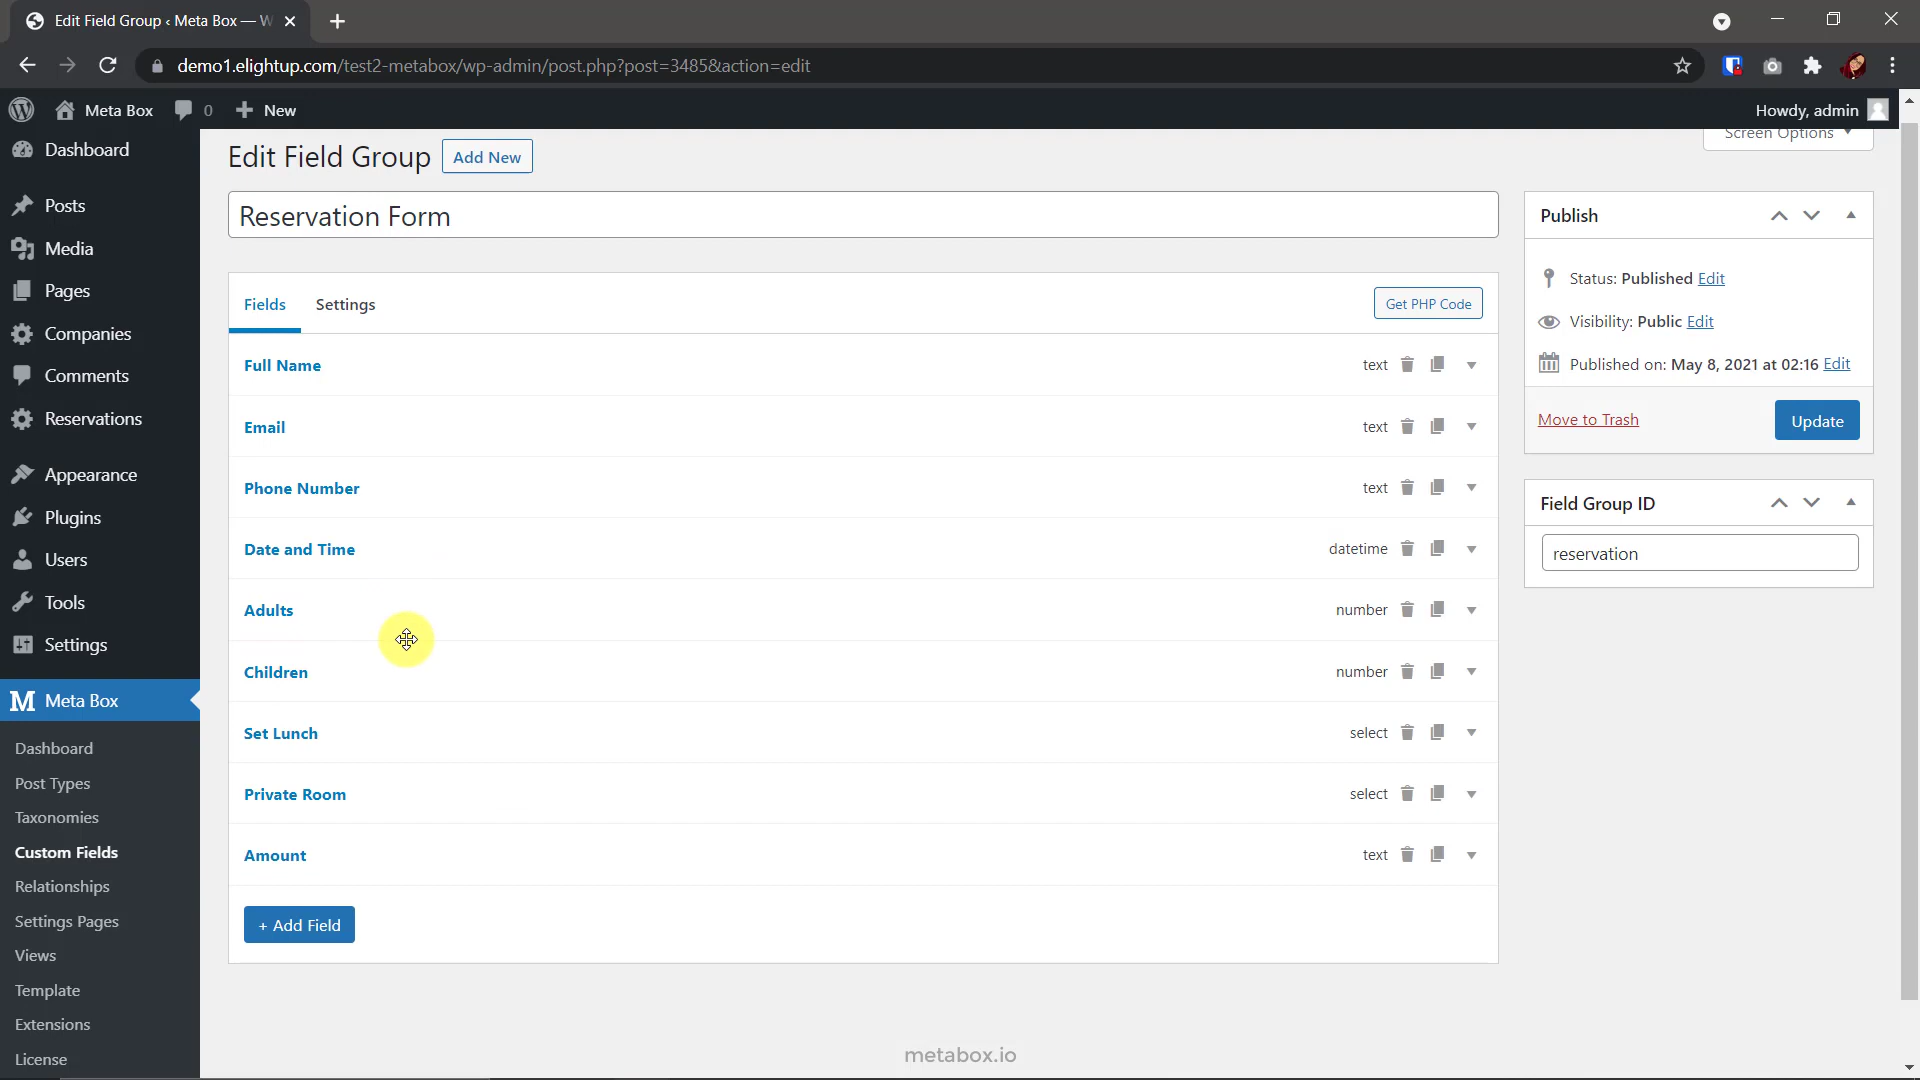 Edit Field Group ‹ Meta Box — W
demo1.elightup.com/test2-metabox/wp-admin/post.php?post=3485&action=edit
Meta Box
0
New
Howdy, admin
Dashboard
Posts
Media
Pages
Companies
Comments
Reservations
Appearance
Plugins
Users
Tools
Settings
Meta Box
Dashboard
Post Types
Taxonomies
Custom Fields
Relationships
Settings Pages
Views
Template
Extensions
License
Screen Options
Edit Field Group
Add New
Reservation Form
Fields
Settings
Get PHP Code
Full Name
text
Email
text
Phone Number
text
Date and Time
datetime
Adults
number
Children
number
Set Lunch
select
Private Room
select
Amount
text
+ Add Field
Publish
Status: Published Edit
Visibility: Public Edit
Published on: May 8, 2021 at 02:16 Edit
Move to Trash
Update
Field Group ID
reservation
metabox.io